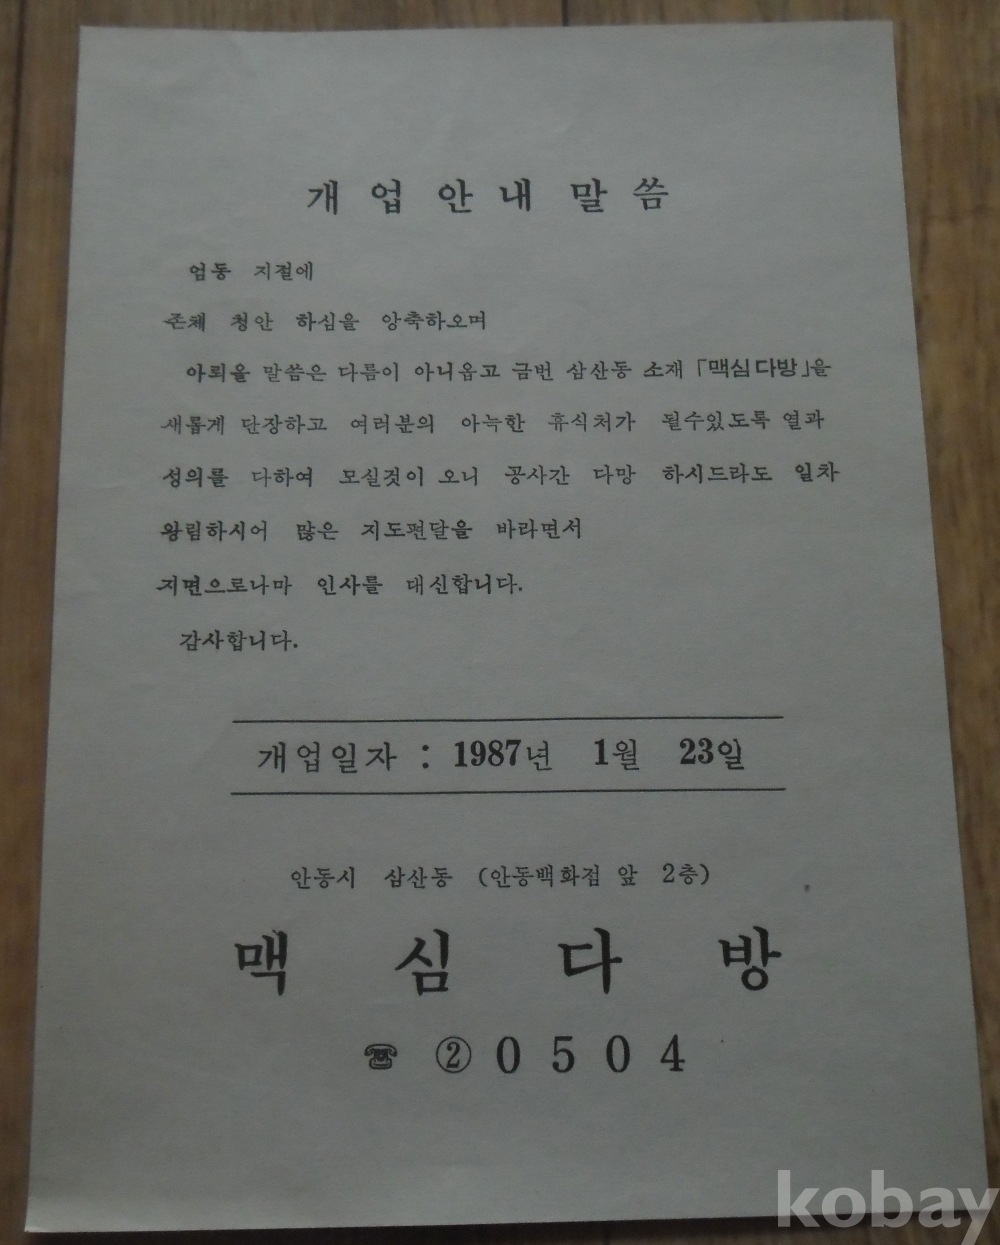 개업안내말씀
엄동 지절에
존체 청안 하심을 앙축하오며
아뢰올 말씀은 다름이 아니옵고 금번 삼산동 소재 「맥심다방」을
새롭게 단장하고 여러분의 아늑한 휴식처가 될수있도록 열과
성의를 다하여 모실것이 오니 공사간 다망 하시드라도 일차
왕림하시어 많은 지도편달을 바라면서
지면으로나마 인사를 대신합니다.
감사합니다.
개업일자 : 1987년 1월 23일
안동시 삼산동 (안동백화점 앞 2층)
맥심다방
☎ ② 0504
kobay